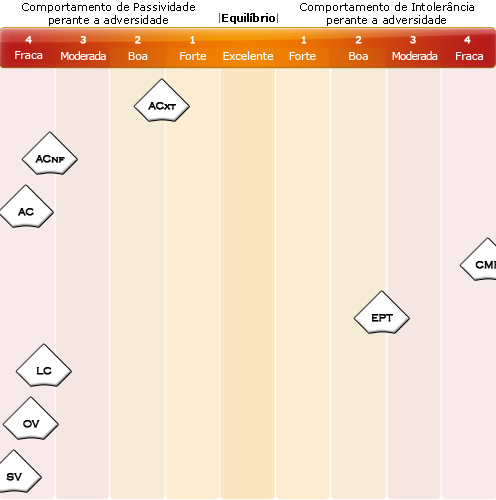 Comportamento de Passividade
perante a adversidade
|Equilíbrio|
Comportamento de Intolerância
perante a adversidade
4 3 2 1 1 2 3 4
Fraca Moderada Boa Forte Excelente Forte Boa Moderada Fraca
ACXT
ACNF
AC
EPT
LC
OV
SV